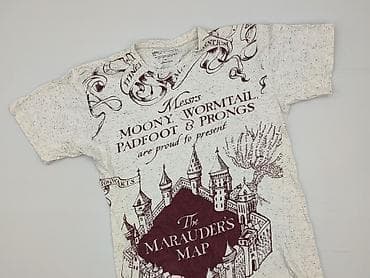 Messrs
MOONY, WORMTAIL,
PADFOOT & PRONGS
are proud to present
The
MARAUDER'S
MAP